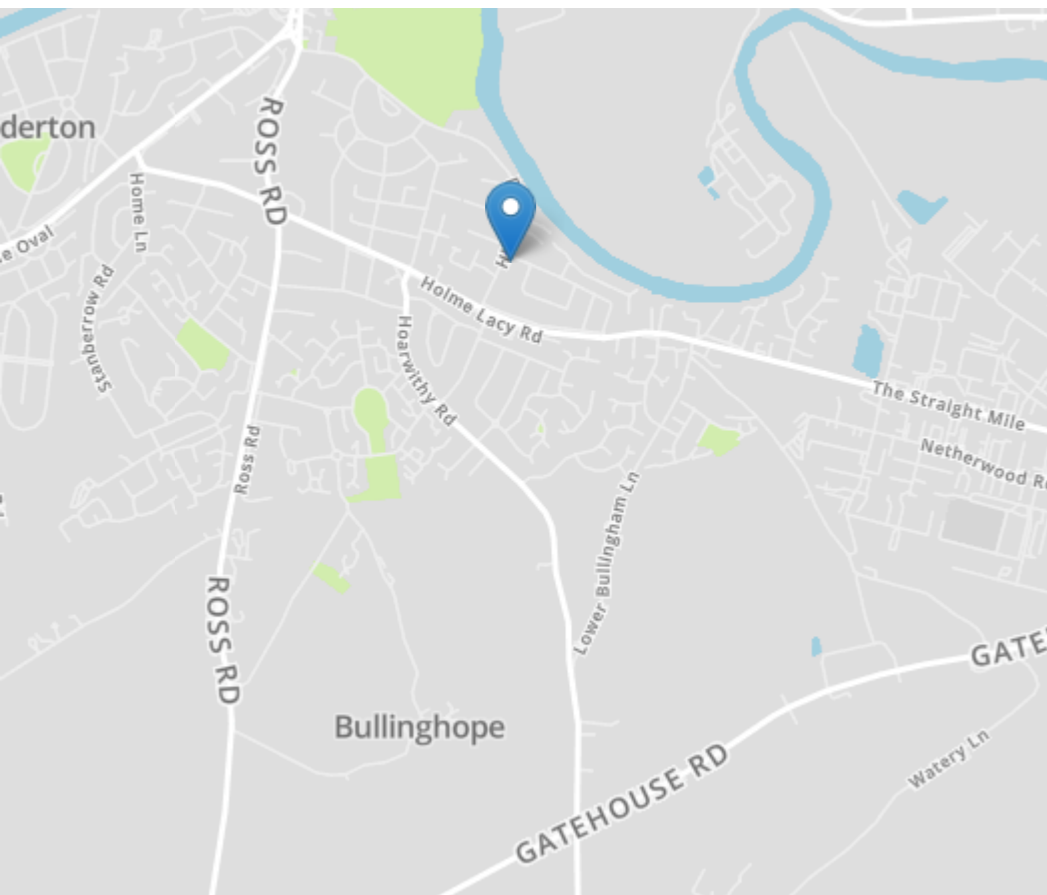 derton
ROSS RD
Home Ln
e Oval
Stanberrow Rd
Holme Lacy Rd
Hoarwithy Rd
The Straight Mile
Netherwood R
Ross Rd
Lower Bullingham Ln
ROSS RD
GATE
Bullinghope
Watery Ln
GATEHOUSE RD